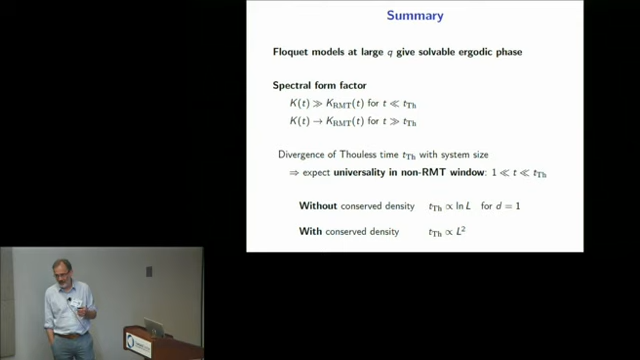 Summary
Floquet models at large q give solvable ergodic phase
Spectral form factor
K(t) ≫ K_RMT(t) for t ≪ t_Th
K(t) → K_RMT(t) for t ≫ t_Th
Divergence of Thouless time t_Th with system size
⇒ expect universality in non-RMT window: 1 ≪ t ≪ t_Th
Without conserved density t_Th ∝ ln L for d = 1
With conserved density t_Th ∝ L²